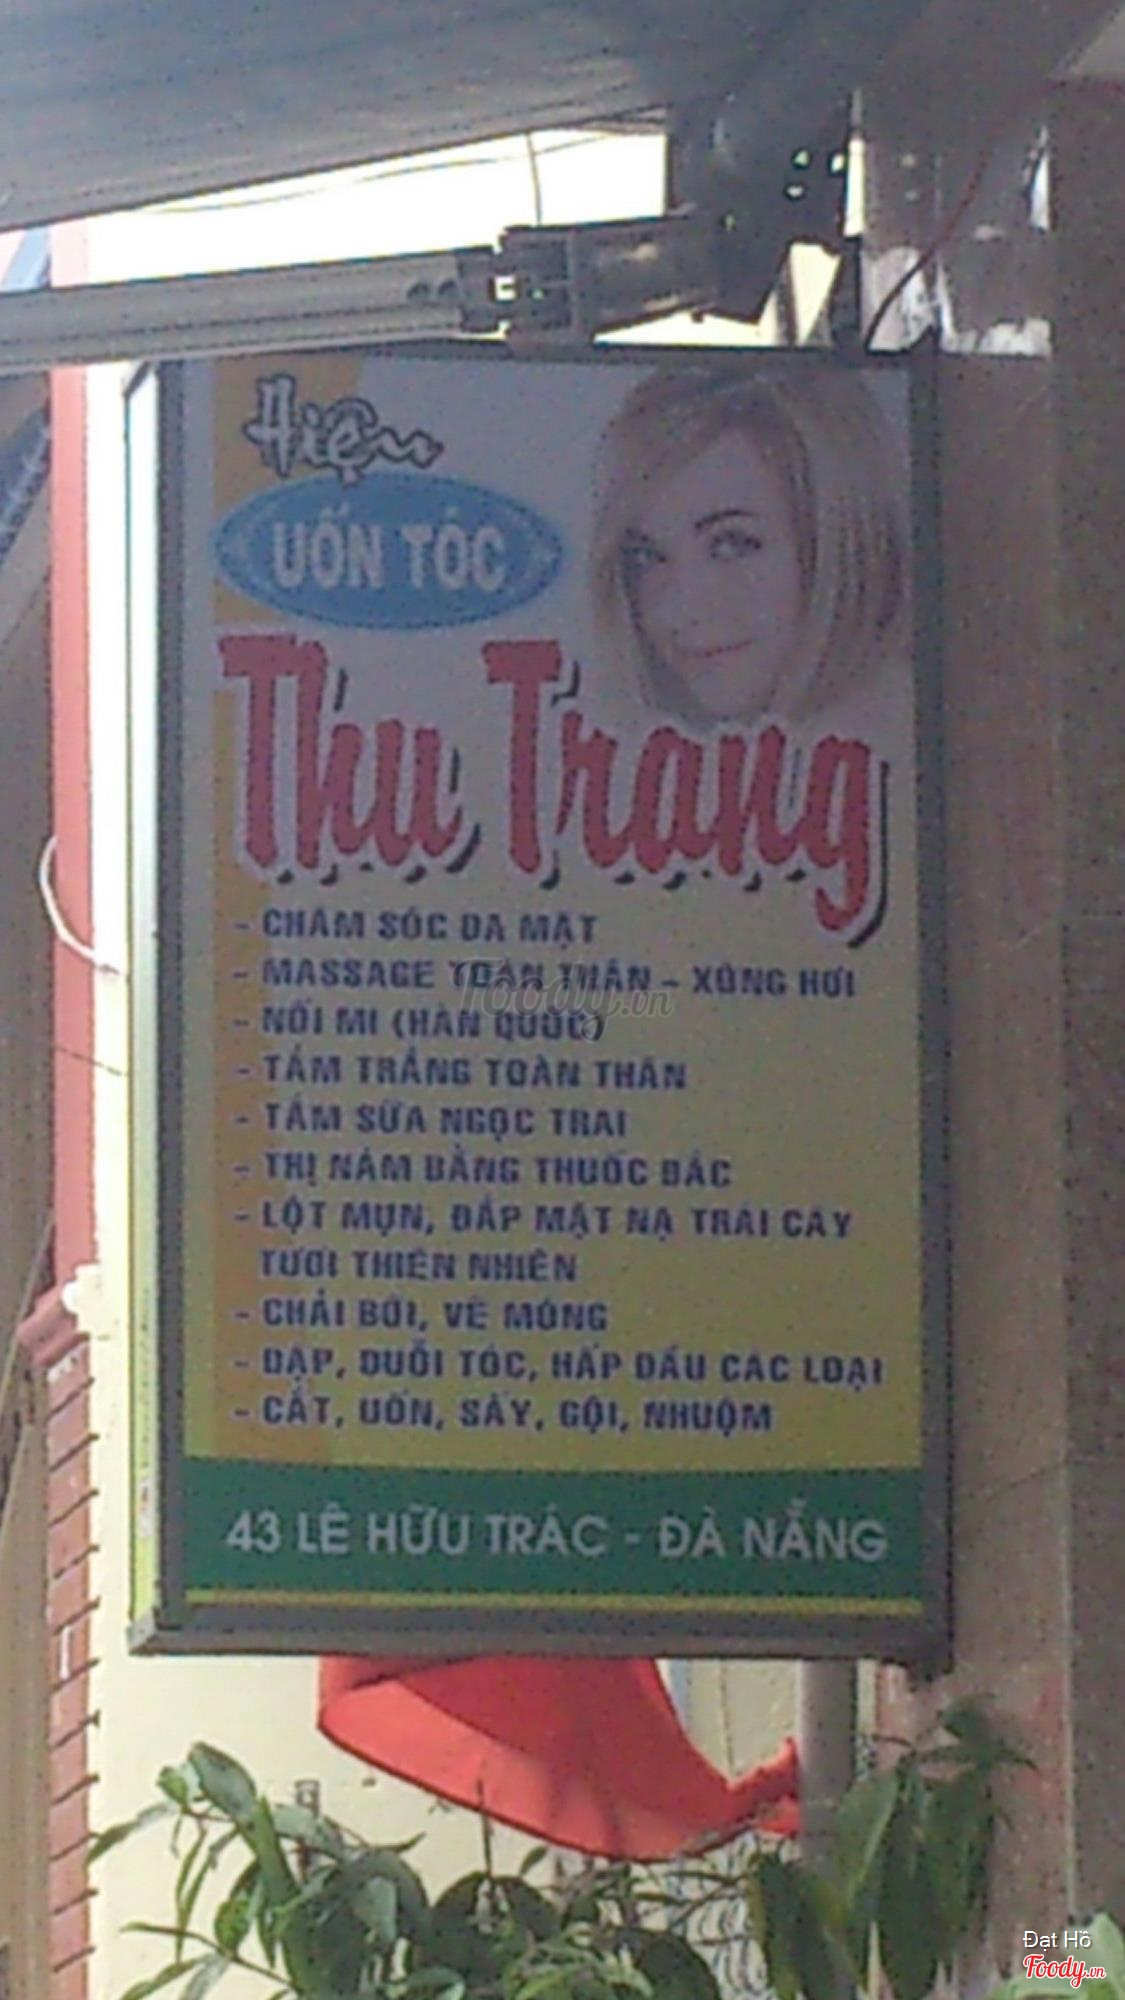 Hiệu
UỐN TÓC
Thu Trang
- CHĂM SÓC DA MẶT
- MASSAGE TOÀN THÂN - XÔNG HƠI
- NỐI MI (HÀN QUỐC)
- TẮM TRẮNG TOÀN THÂN
- TẮM SỮA NGỌC TRAI
- TRỊ NÁM BẰNG THUỐC BẮC
- LỘT MỤN, ĐẮP MẶT NẠ TRÁI CÂY
TƯƠI THIÊN NHIÊN
- CHẢI BỚI, VẼ MÓNG
- DẬP, DUỖI TÓC, HẤP DẦU CÁC LOẠI
- CẮT, UỐN, SẤY, GỘI, NHUỘM
43 LÊ HỮU TRÁC - ĐÀ NẴNG
Foody.vn
Đạt Hồ
Foody.vn